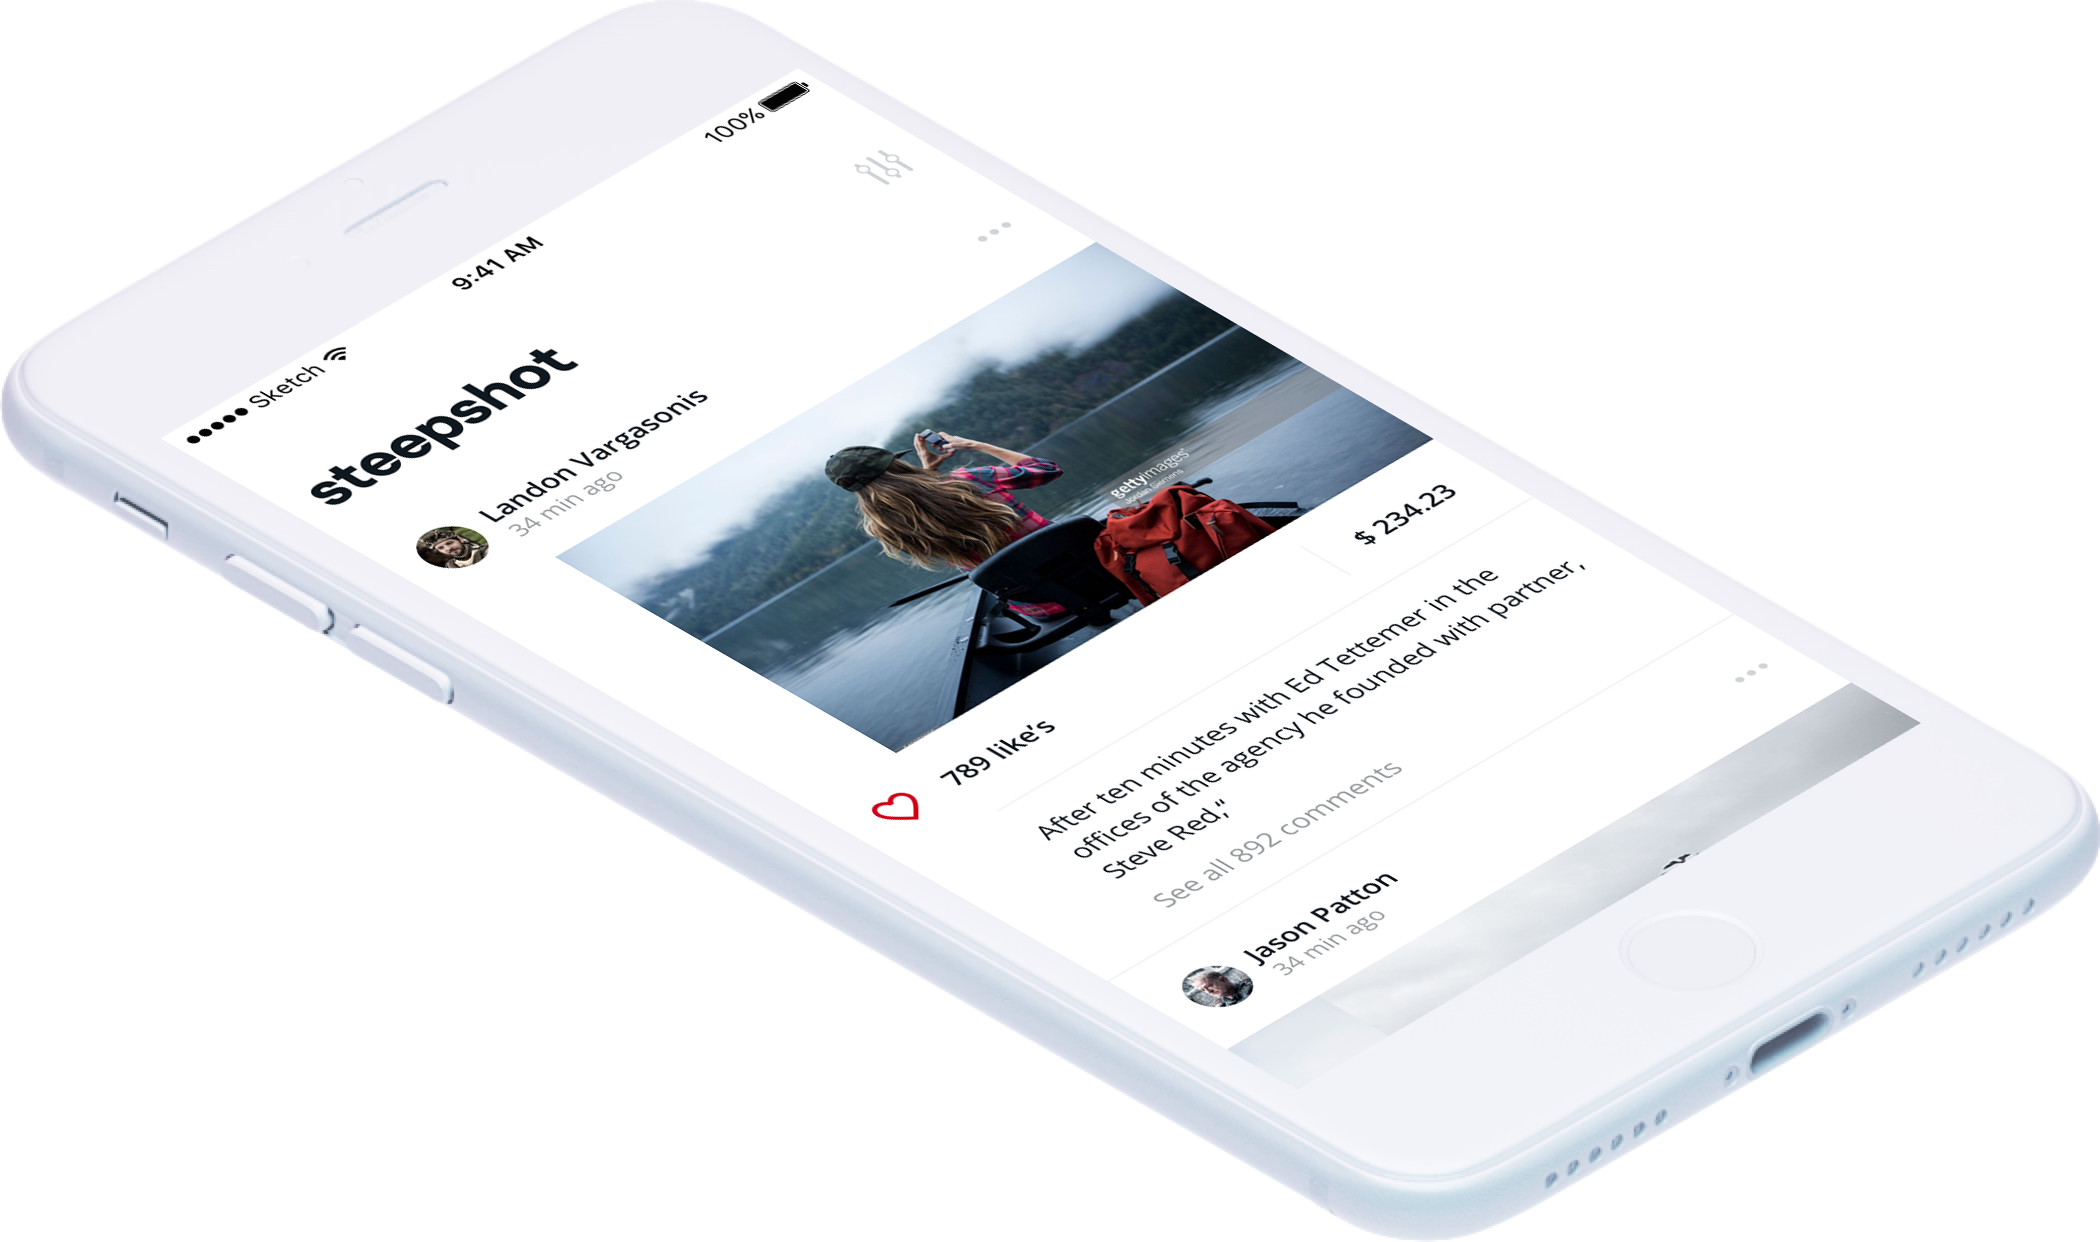 Sketch 9:41 AM 100%
steepshot
Landon Vargasonis
34 min ago
gettyimages
789 like's
$ 234.23
After ten minutes with Ed Tettemer in the
offices of the agency he founded with partner,
Steve Red,“
See all 892 comments
Jason Patton
34 min ago